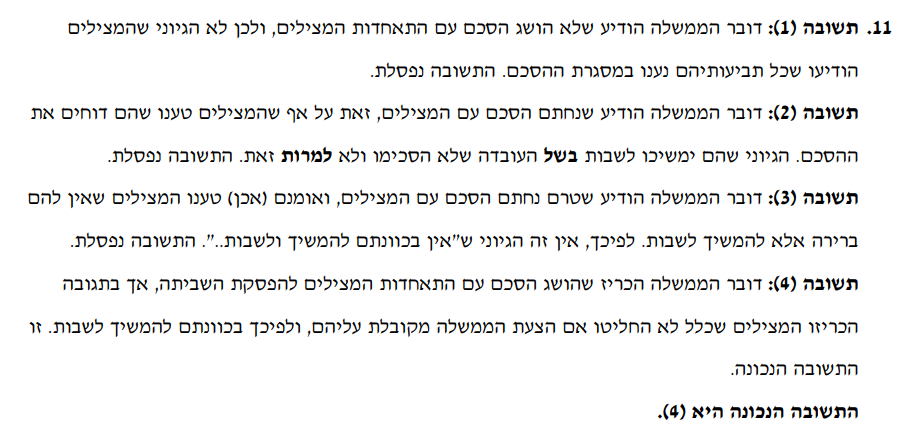 11. תשובה (1): דובר הממשלה הודיע שלא הושג הסכם עם התאחדות המצילים, ולכן לא הגיוני שהמצילים
הודיעו שכל תביעותיהם נענו במסגרת ההסכם. התשובה נפסלת.
תשובה (2): דובר הממשלה הודיע שנחתם הסכם עם המצילים, זאת על אף שהמצילים טענו שהם דוחים את
ההסכם. הגיוני שהם ימשיכו לשבות בשל העובדה שלא הסכימו ולא למרות זאת. התשובה נפסלת.
תשובה (3): דובר הממשלה הודיע שטרם נחתם הסכם עם המצילים, ואומנם (אכן) טענו המצילים שאין להם
ברירה אלא להמשיך לשבות. לפיכך, אין זה הגיוני ש"אין בכוונתם להמשיך ולשבות..". התשובה נפסלת.
תשובה (4): דובר הממשלה הכריז שהושג הסכם עם התאחדות המצילים להפסקת השביתה, אך בתגובה
הכריזו המצילים שכלל לא החליטו אם הצעת הממשלה מקובלת עליהם, ולפיכך בכוונתם להמשיך לשבות. זו
התשובה הנכונה.
התשובה הנכונה היא (4).